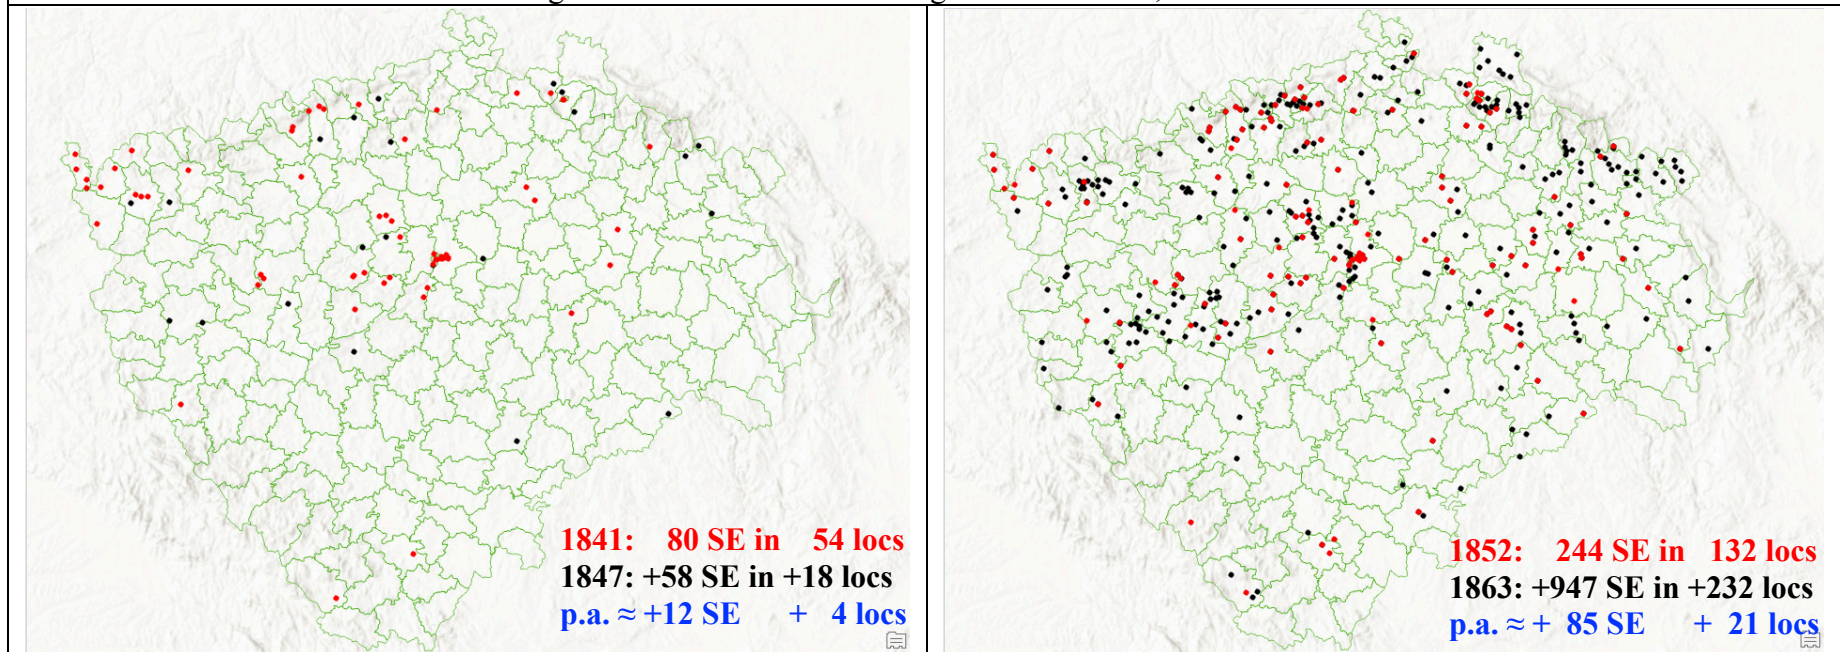 1841: 80 SE in 54 locs
1847: +58 SE in +18 locs
p.a. ≈ +12 SE + 4 locs
1852: 244 SE in 132 locs
1863: +947 SE in +232 locs
p.a. ≈ + 85 SE + 21 locs